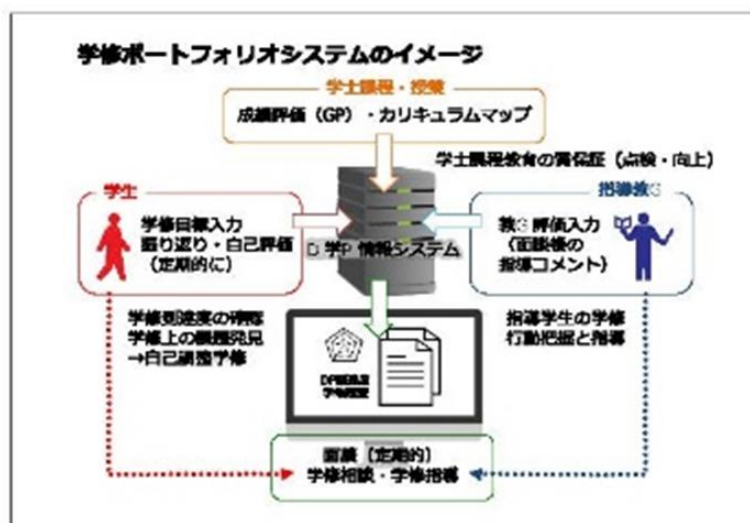 学修ポートフォリオシステムのイメージ
学士課程・授業
成績評価（GP）・カリキュラムマップ
学士課程教育の質保証（点検・向上）
学生
学修目標入力
振り返り・自己評価
（定期的に）
指導教
評価入力
（面談後の
指導コメント）
学 情報システム
学修到達度の確認
学修上の課題発見
→自己調整学修
指導学生の学修
行動把握と指導
面談（定期的）
学修相談・学修指導